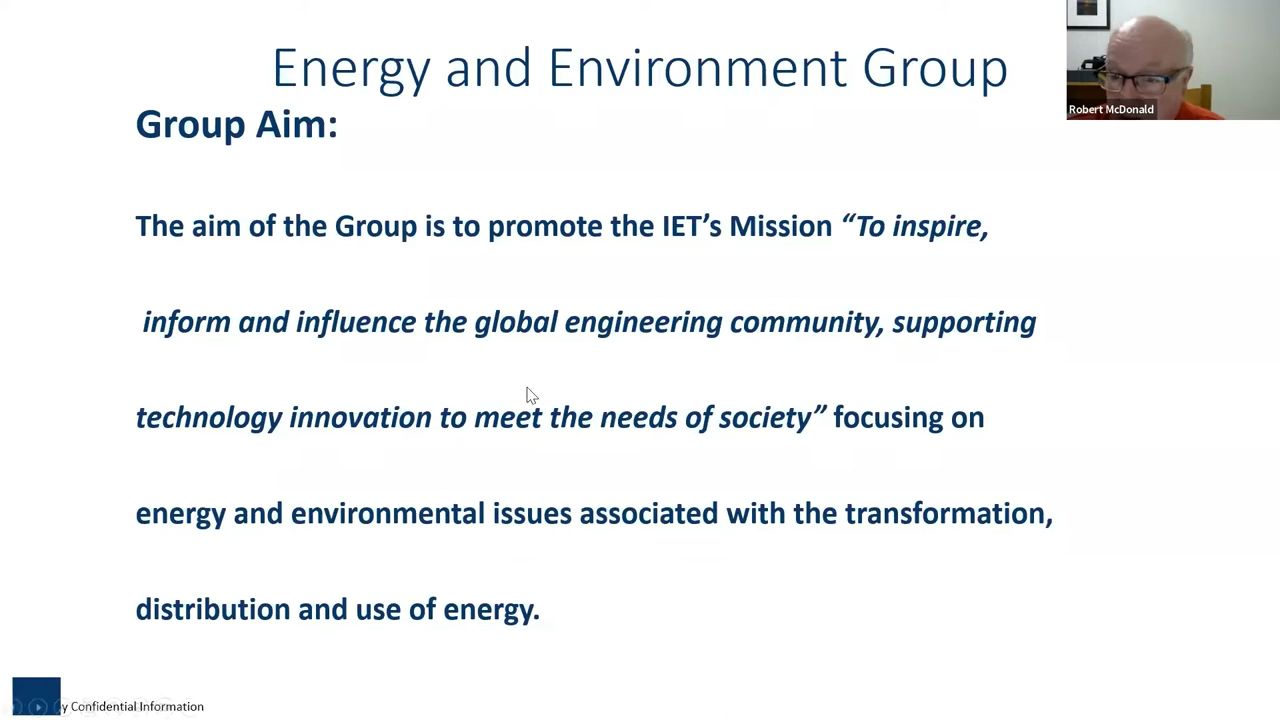 Energy and Environment Group
Robert McDonald
Group Aim:
The aim of the Group is to promote the IET’s Mission “To inspire,
inform and influence the global engineering community, supporting
technology innovation to meet the needs of society” focusing on
energy and environmental issues associated with the transformation,
distribution and use of energy.
y Confidential Information